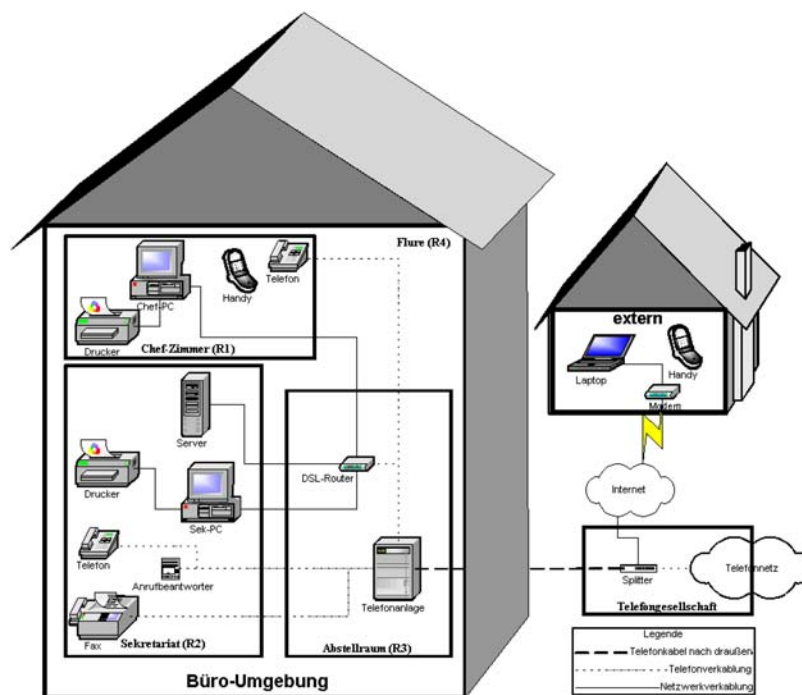 Flure (R4)
Telefon
Handy
Chef-PC
Drucker
Chef-Zimmer (R1)
Server
Drucker
Sek-PC
DSL-Router
Telefon
Anrufbeantworter
Telefonanlage
Fax
Sekretariat (R2)
Abstellraum (R3)
Büro-Umgebung
extern
Laptop
Handy
Modem
Internet
Splitter
Telefonnetz
Telefongesellschaft
Legende
Telefonkabel nach draußen
Telefonverkablung
Netzwerkverkablung